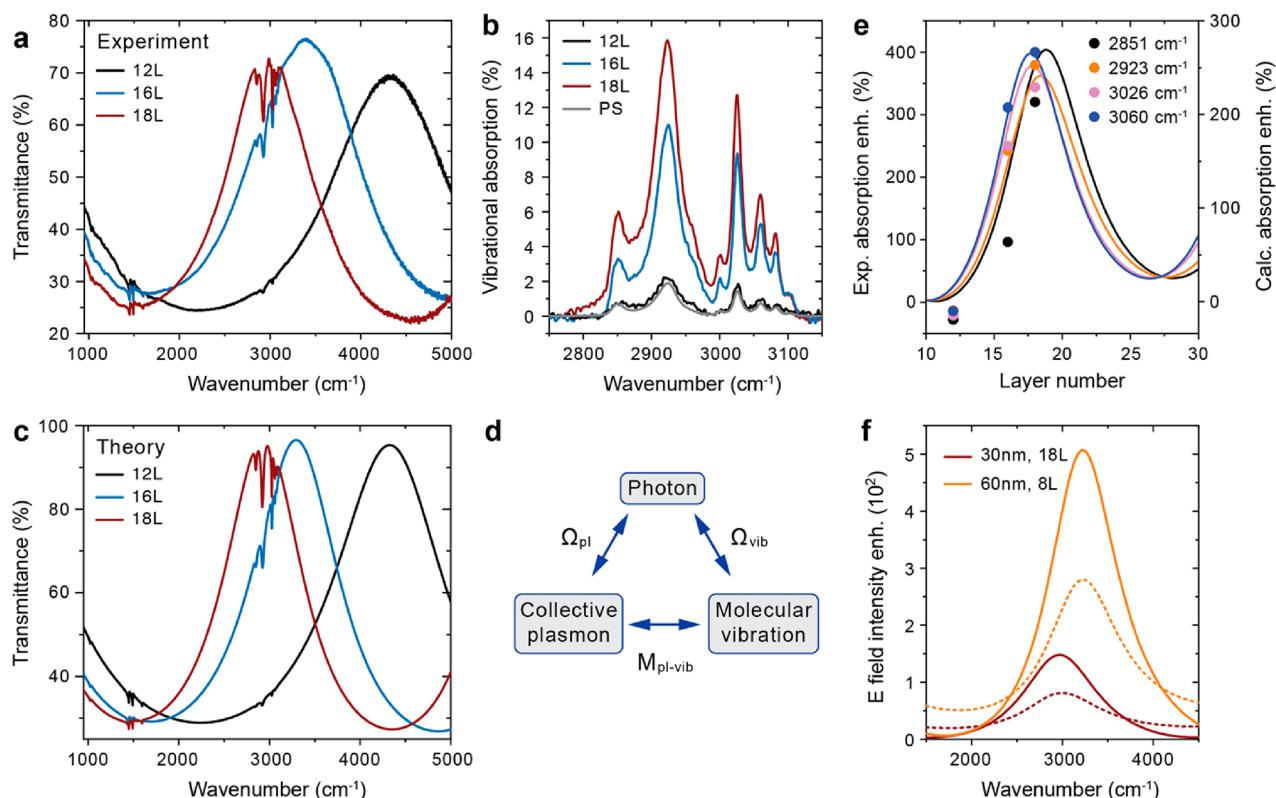 a
Experiment
12L
16L
18L
Transmittance (%)
80
70
60
50
40
30
20
1000 2000 3000 4000 5000
Wavenumber (cm-1)
b
12L
16L
18L
PS
Vibrational absorption (%)
16
14
12
10
8
6
4
2
0
2800 2900 3000 3100
Wavenumber (cm-1)
e
2851 cm-1
2923 cm-1
3026 cm-1
3060 cm-1
Exp. absorption enh. (%)
400
300
200
100
0
Calc. absorption enh. (%)
300
200
100
0
10 15 20 25 30
Layer number
c
Theory
12L
16L
18L
Transmittance (%)
100
80
60
40
1000 2000 3000 4000 5000
Wavenumber (cm-1)
d
Photon
Ωpl
Ωvib
Collective
plasmon
Molecular
vibration
Mpl-vib
f
30nm, 18L
60nm, 8L
E field intensity enh. (102)
5
4
3
2
1
0
2000 3000 4000
Wavenumber (cm-1)